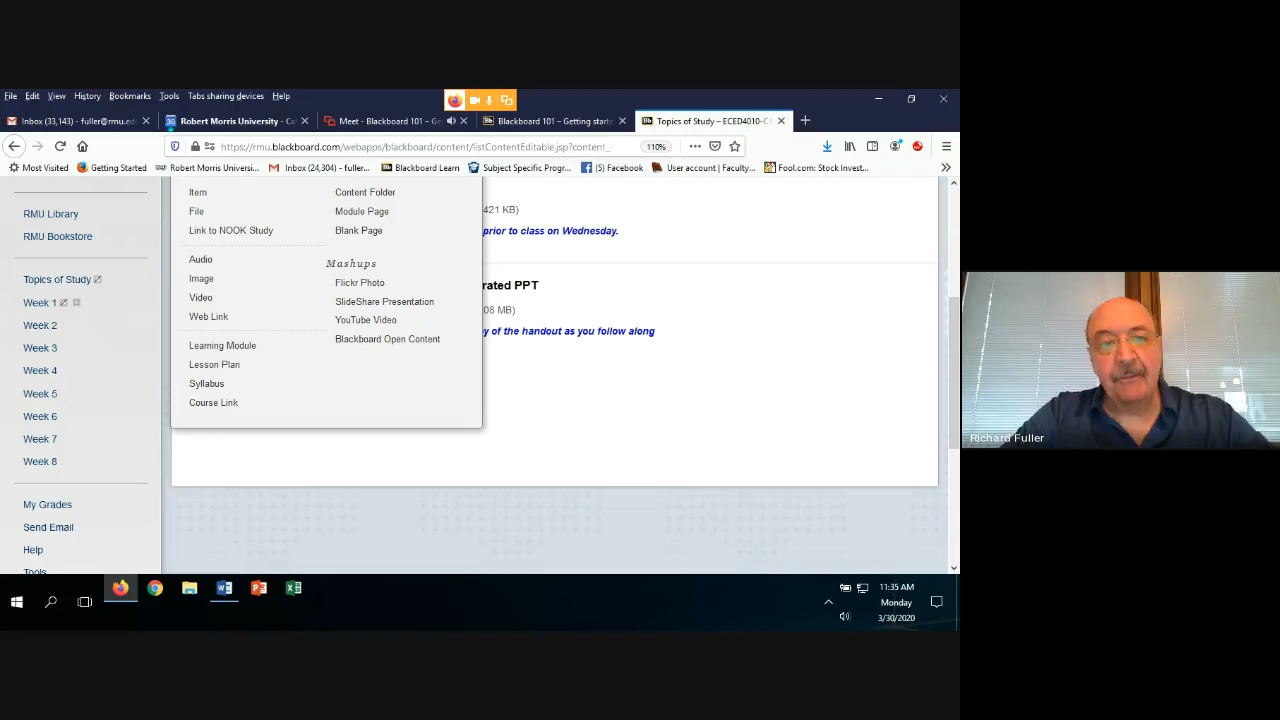 File Edit View History Bookmarks Tools Tabs sharing devices Help
Inbox (33,143) - fuller@rmu.ed
Robert Morris University - Ca
Meet - Blackboard 101 – Ge
Blackboard 101 – Getting starte
Topics of Study – ECED4010-C1
https://rmu.blackboard.com/webapps/blackboard/content/listContentEditable.jsp?content_
110%
Most Visited
Getting Started
Robert Morris Universi...
Inbox (24,304) - fuller...
Blackboard Learn
Subject Specific Progr...
(5) Facebook
User account | Faculty...
Fool.com: Stock Invest...
RMU Library
RMU Bookstore
Topics of Study
Week 1
Week 2
Week 3
Week 4
Week 5
Week 6
Week 7
Week 8
My Grades
Send Email
Help
Tools
Item
File
Link to NOOK Study
Audio
Image
Video
Web Link
Learning Module
Lesson Plan
Syllabus
Course Link
Content Folder
Module Page
Blank Page
Mashups
Flickr Photo
SlideShare Presentation
YouTube Video
Blackboard Open Content
421 KB)
prior to class on Wednesday.
rated PPT
08 MB)
y of the handout as you follow along
Richard Fuller
11:35 AM
Monday
3/30/2020